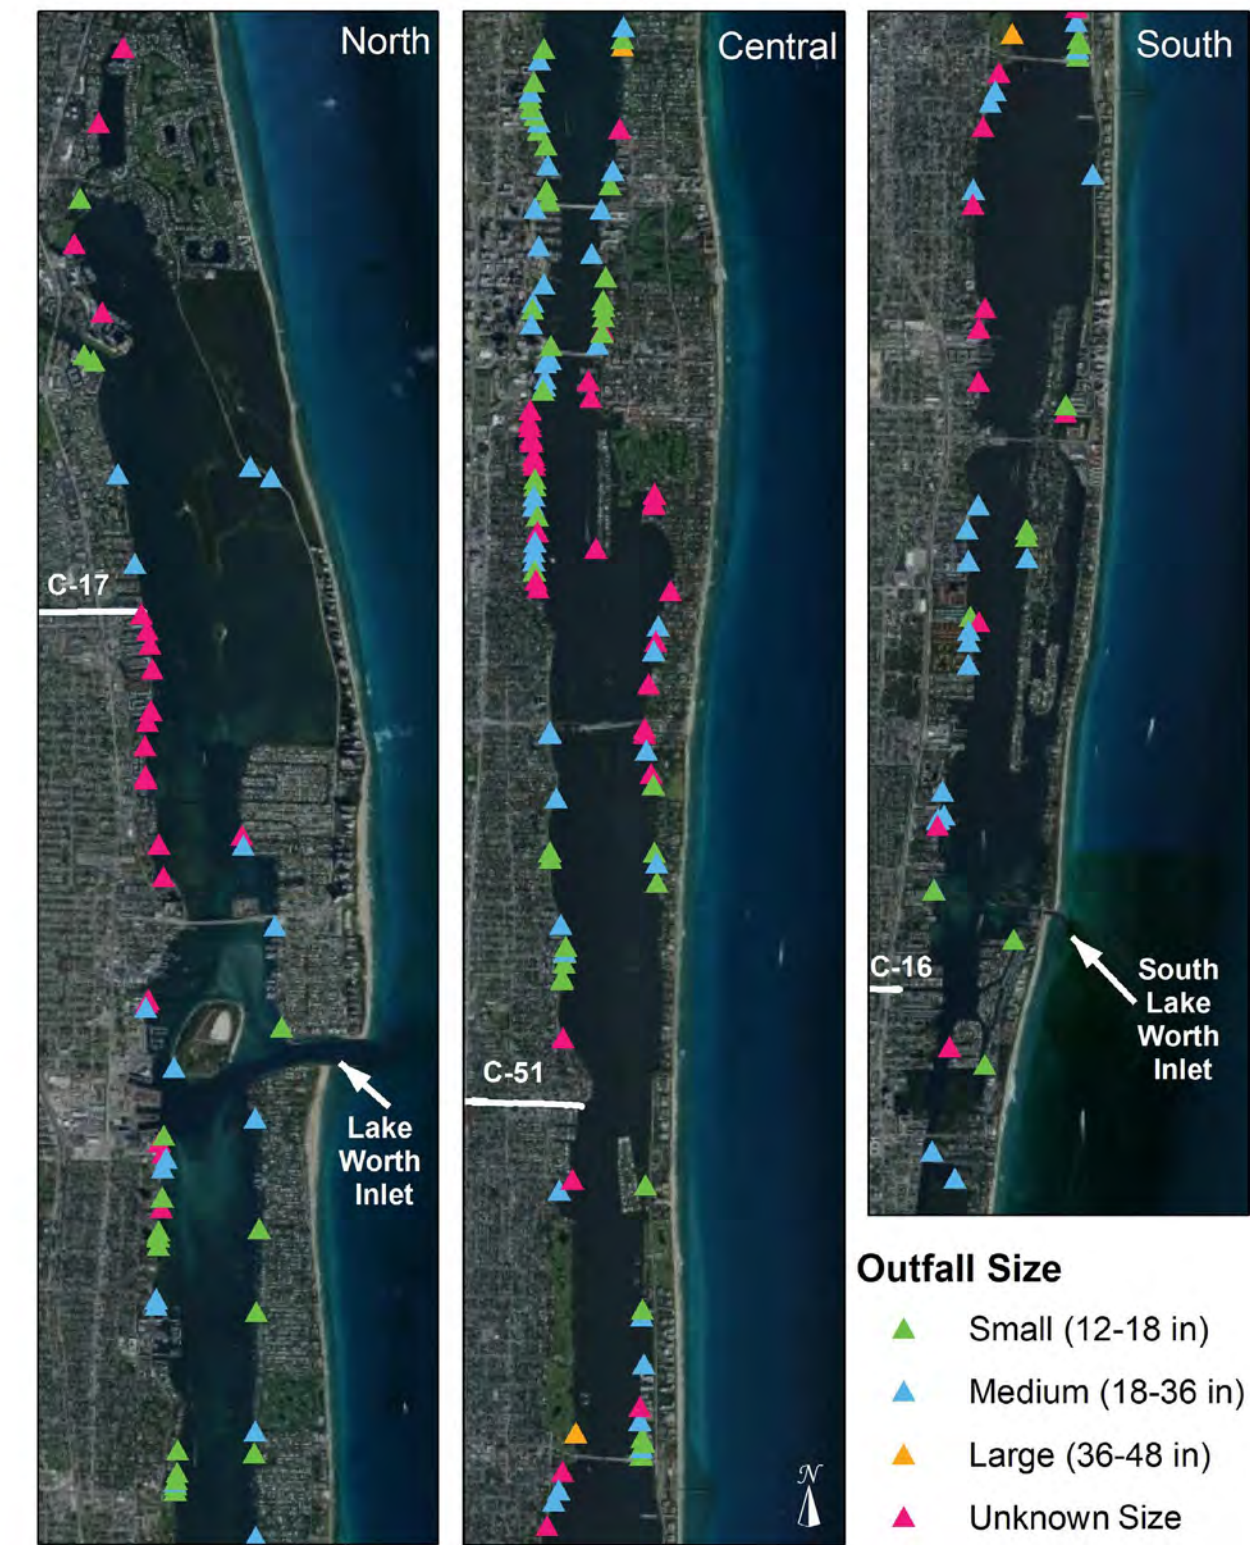 North
Central
South
C-17
Lake
Worth
Inlet
C-51
N
C-16
South
Lake
Worth
Inlet
Outfall Size
Small (12-18 in)
Medium (18-36 in)
Large (36-48 in)
Unknown Size